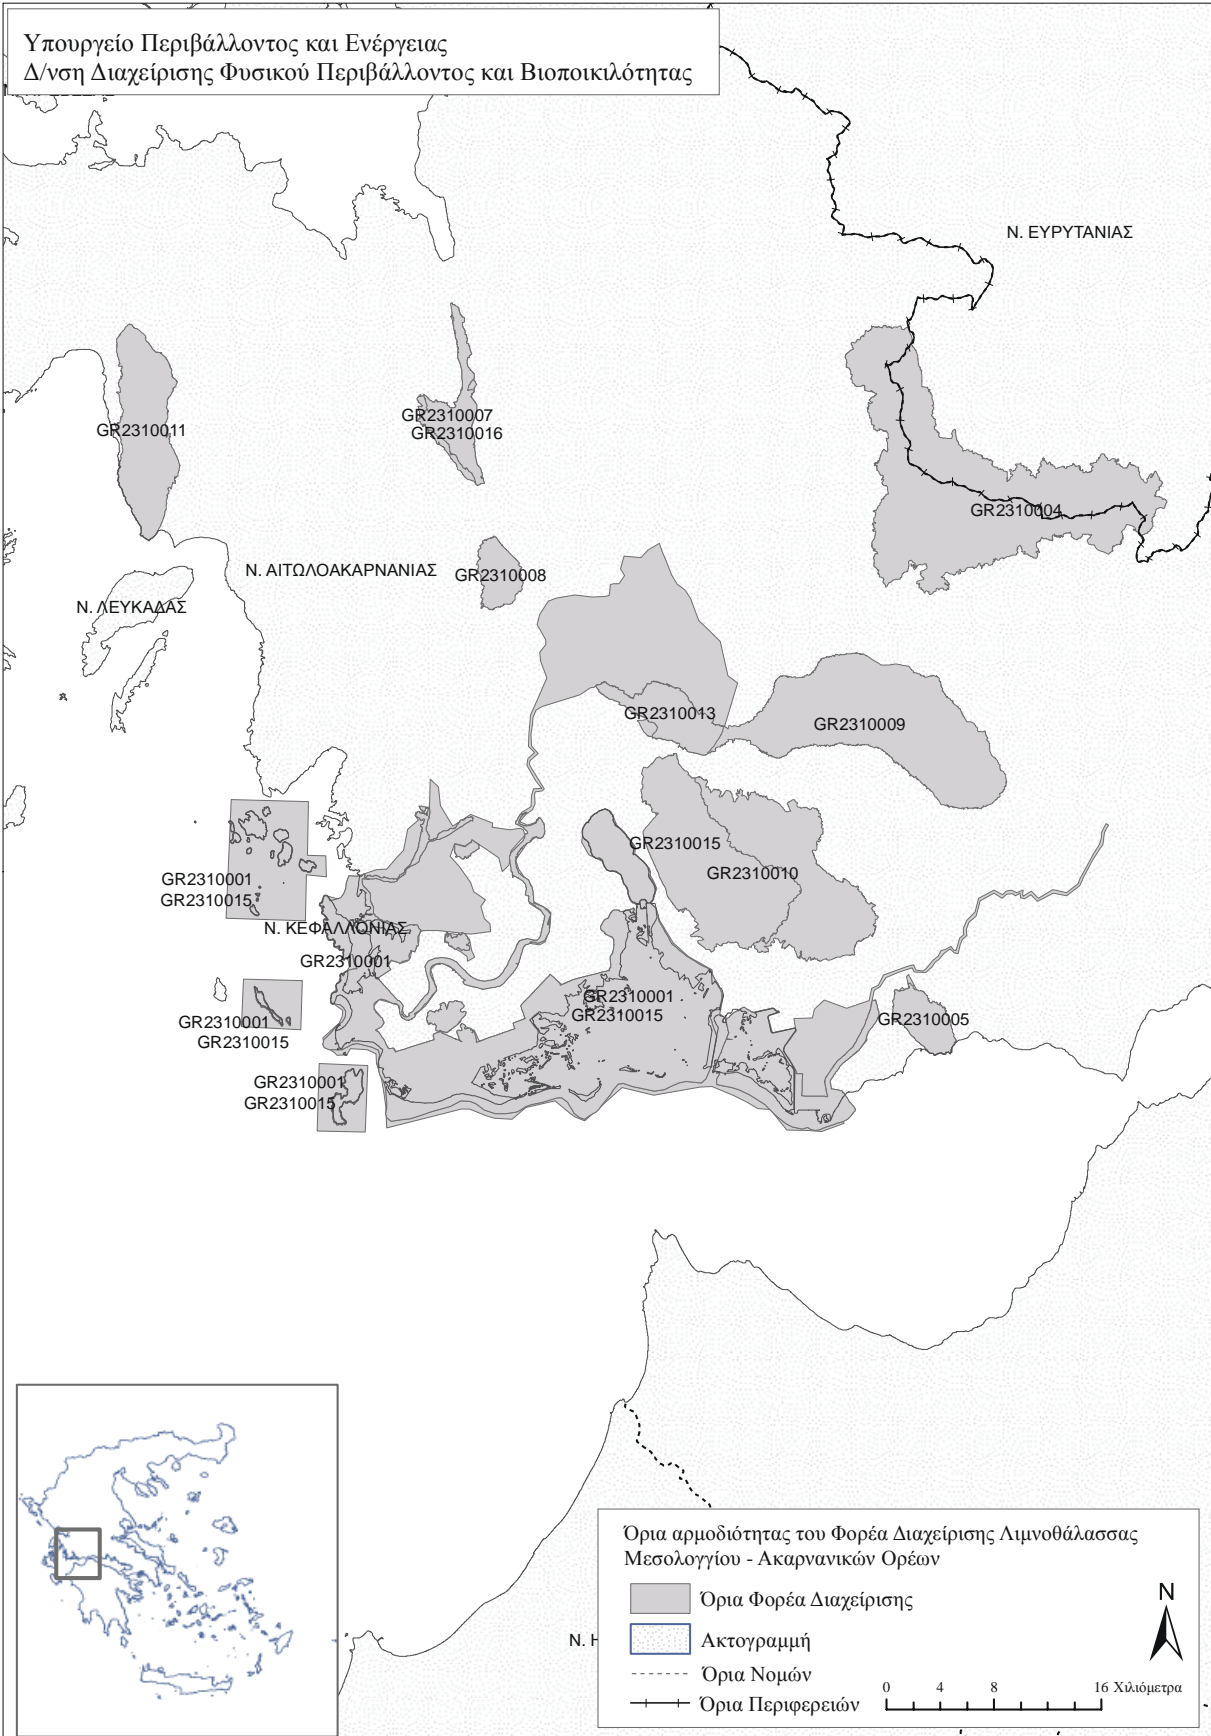 Υπουργείο Περιβάλλοντος και Ενέργειας
Δ/νση Διαχείρισης Φυσικού Περιβάλλοντος και Βιοποικιλότητας
Ν. ΕΥΡΥΤΑΝΙΑΣ
GR2310007
GR2310011
GR2310016
GR2310004
Ν. ΑΙΤΩΛΟΑΚΑΡΝΑΝΙΑΣ
GR2310008
Ν. ΛΕΥΚΑΔΑΣ
GR2310013
GR2310009
GR2310015
GR2310010
GR2310001
GR2310015
Ν. ΚΕΦΑΛΛΟΝΙΑΣ
GR2310001
GR2310001
GR2310015
GR2310001
GR2310015
GR2310005
GR2310001
GR2310015
Όρια αρμοδιότητας του Φορέα Διαχείρισης Λιμνοθάλασσας
Μεσολογγίου - Ακαρνανικών Ορέων
Όρια Φορέα Διαχείρισης
Ακτογραμμή
Όρια Νομών
Όρια Περιφερειών
N
0 4 8 16 Χιλιόμετρα
Ν. Η